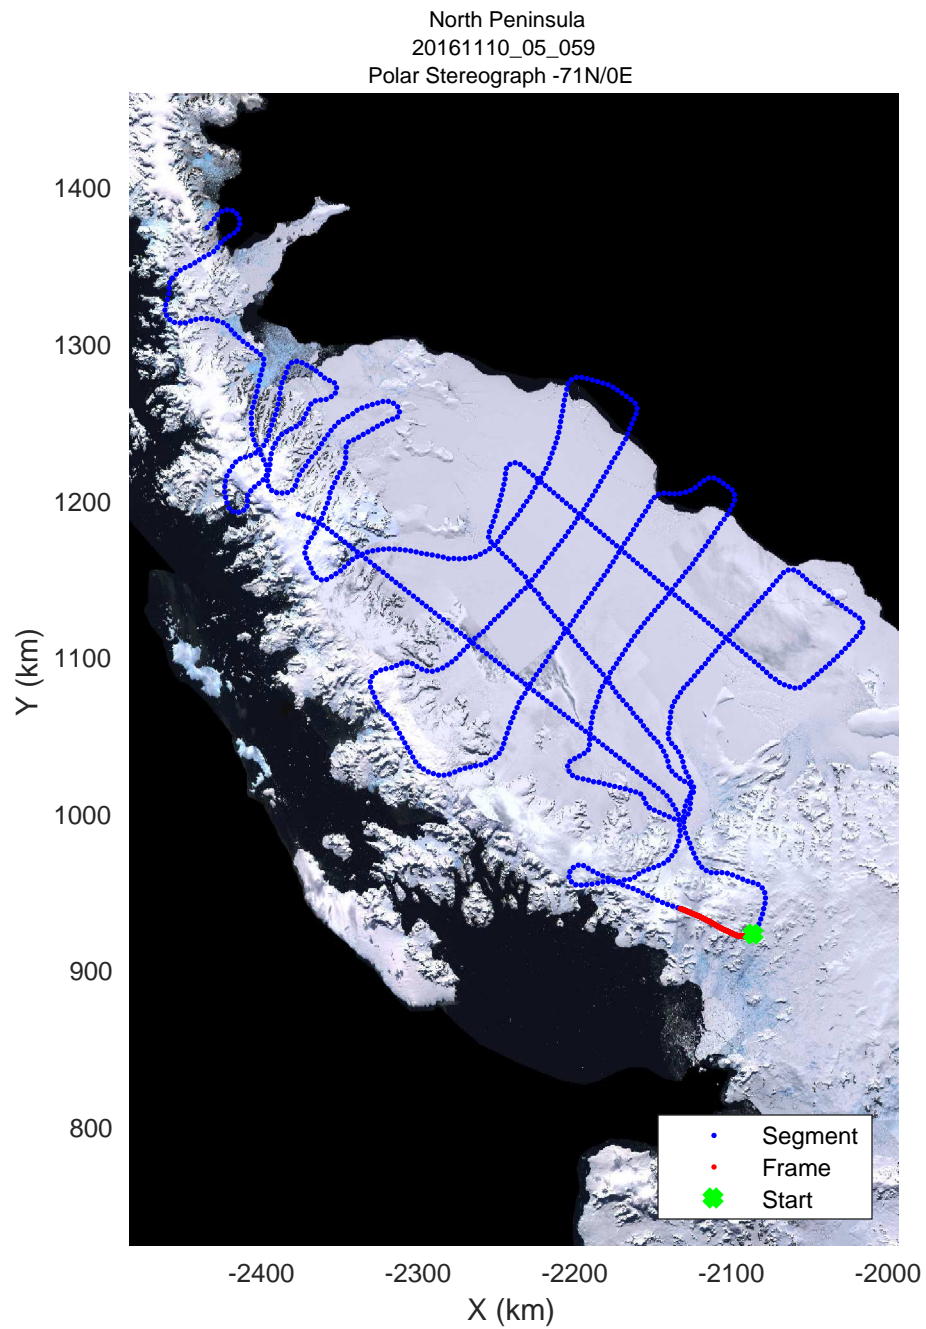 North Peninsula
20161110_05_059
Polar Stereograph -71N/0E
1400
1300
1200
1100
1000
900
800
Y (km)
Segment
Frame
Start
-2400
-2300
-2200
-2100
-2000
X (km)